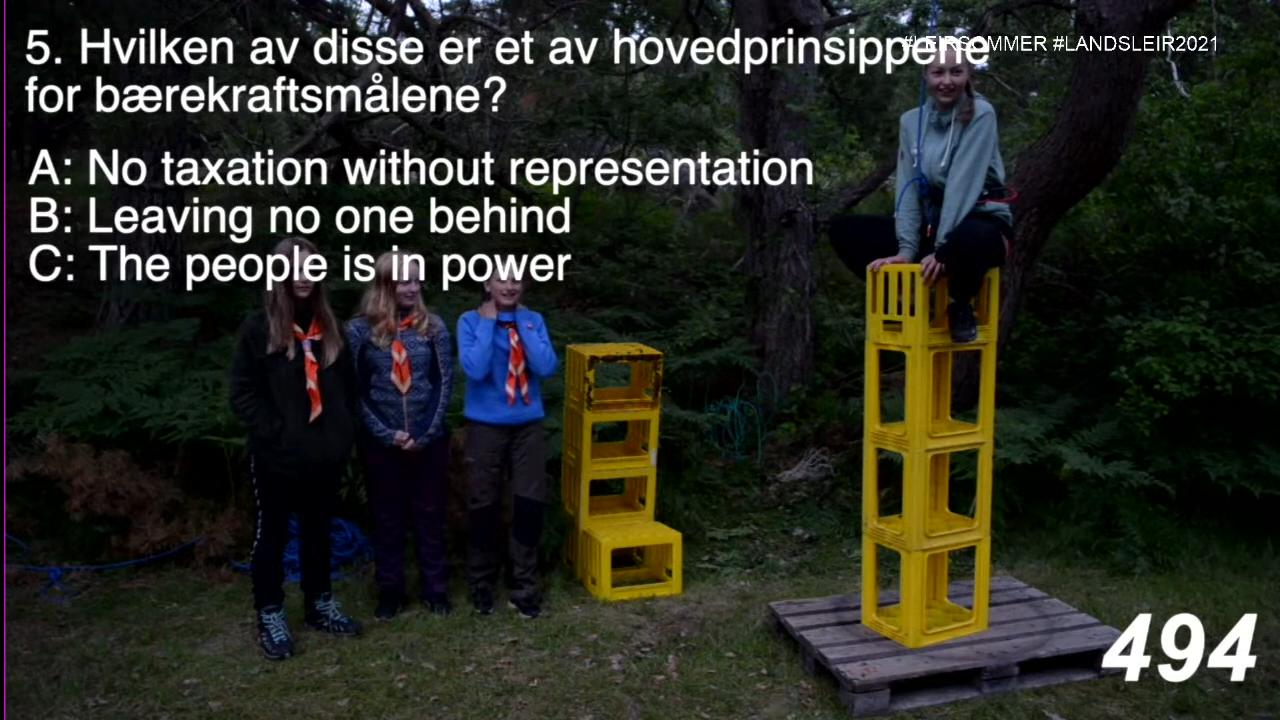 #LEIRSOMMER #LANDSLEIR2021
5. Hvilken av disse er et av hovedprinsippene
for bærekraftsmålene?
A: No taxation without representation
B: Leaving no one behind
C: The people is in power
494